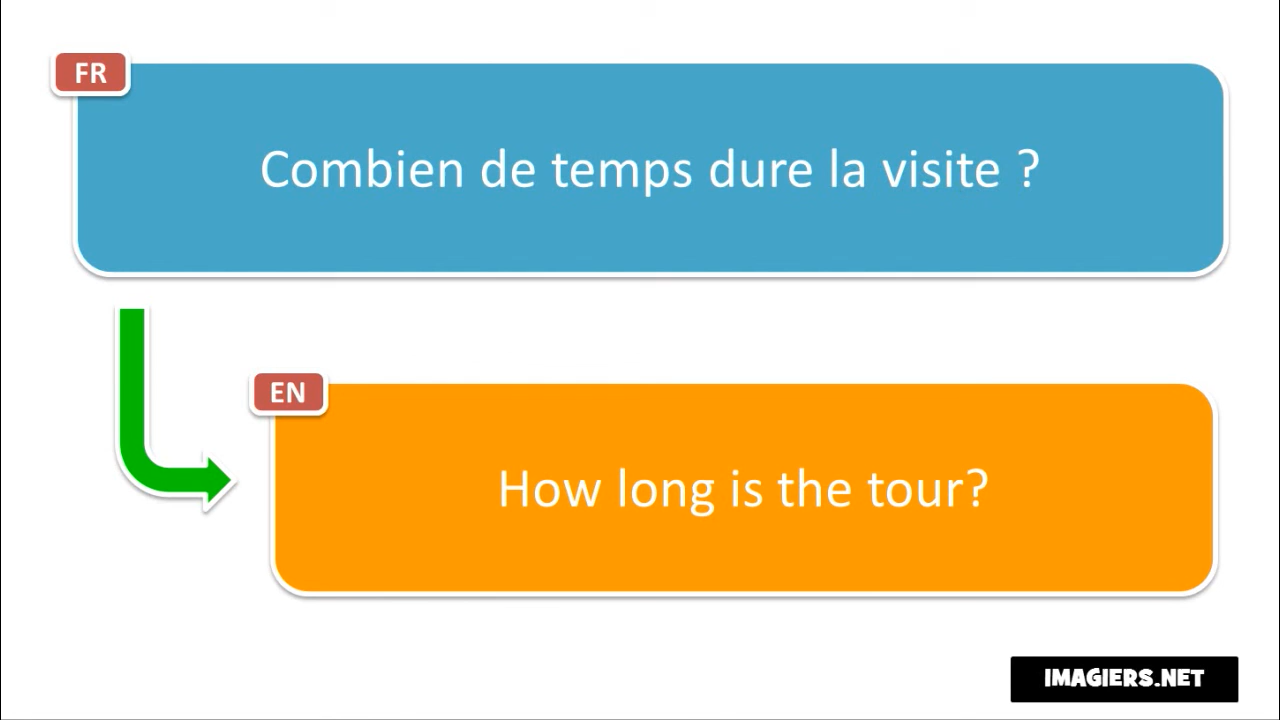 FR
Combien de temps dure la visite ?
EN
How long is the tour?
IMAGIERS.NET